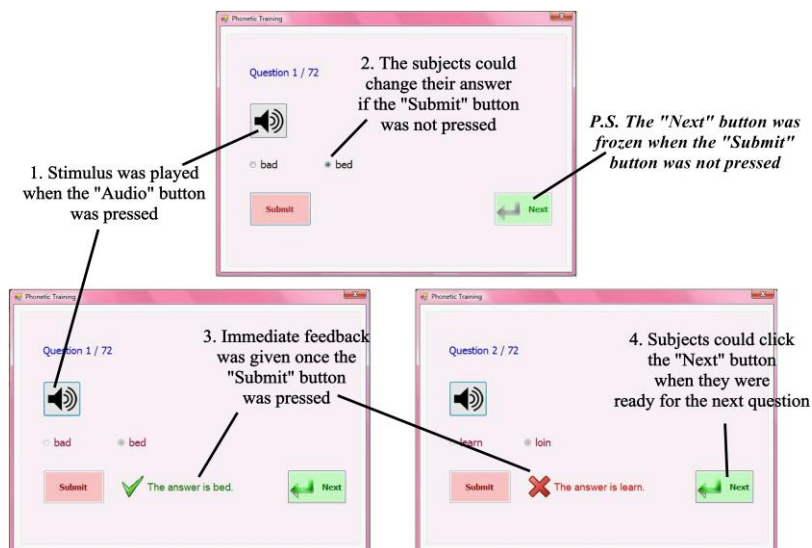 Phonetic Training
Question 1 / 72
2. The subjects could
change their answer
if the "Submit" button
was not pressed
bad
bed
Submit
Next
P.S. The "Next" button was
frozen when the "Submit"
button was not pressed
1. Stimulus was played
when the "Audio" button
was pressed
Phonetic Training
Question 1 / 72
3. Immediate feedback
was given once the
"Submit" button
was pressed
bad
bed
Submit
The answer is bed.
Next
Phonetic Training
Question 2 / 72
4. Subjects could click
the "Next" button
when they were
ready for the next question
learn
loin
Submit
The answer is learn.
Next